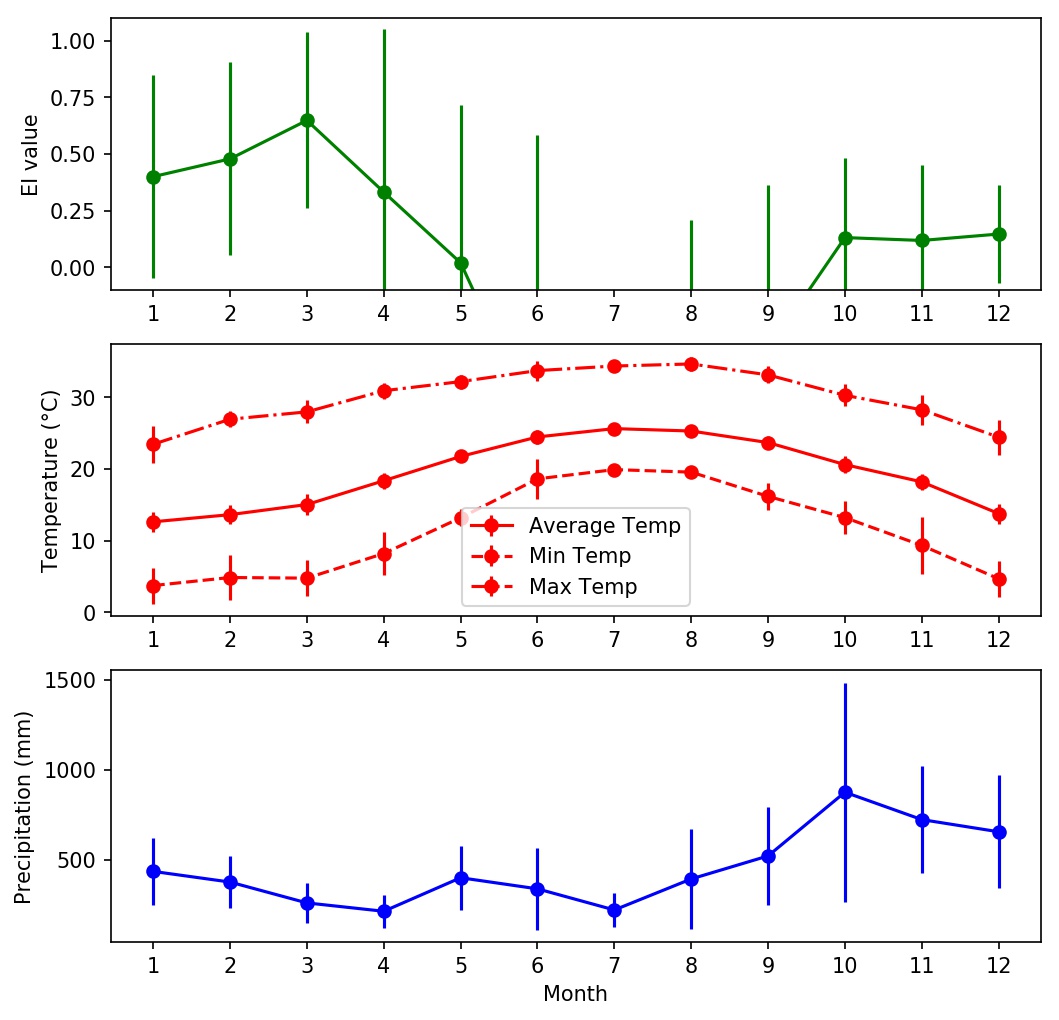 EI value
1.00
0.75
0.50
0.25
0.00
1 2 3 4 5 6 7 8 9 10 11 12
Temperature (°C)
30
20
10
0
Average Temp
Min Temp
Max Temp
1 2 3 4 5 6 7 8 9 10 11 12
Precipitation (mm)
1500
1000
500
1 2 3 4 5 6 7 8 9 10 11 12
Month